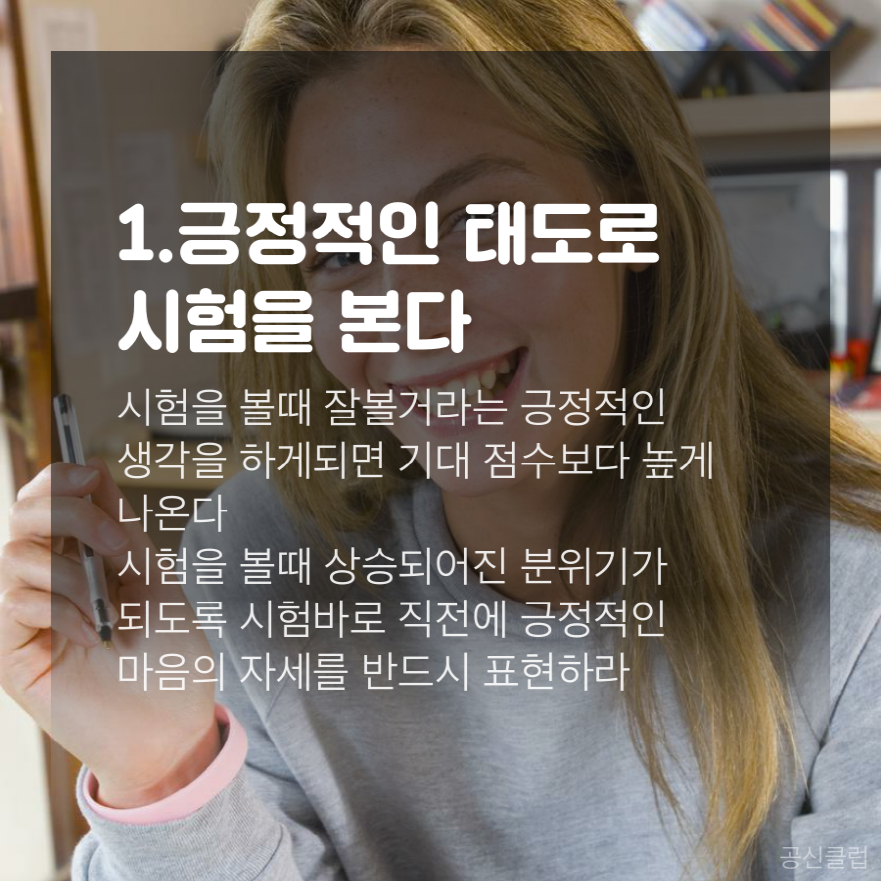 1.긍정적인 태도로
시험을 본다
시험을 볼때 잘볼거라는 긍정적인
생각을 하게되면 기대 점수보다 높게
나온다
시험을 볼때 상승되어진 분위기가
되도록 시험바로 직전에 긍정적인
마음의 자세를 반드시 표현하라
공신클럽